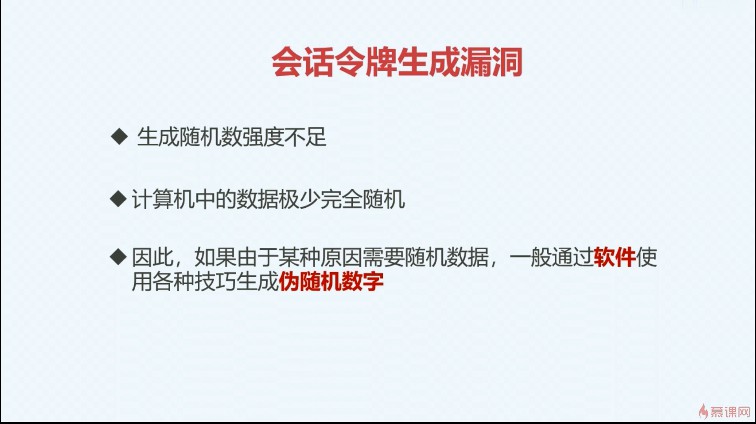 会话令牌生成漏洞
◆ 生成随机数强度不足
◆ 计算机中的数据极少完全随机
◆ 因此，如果由于某种原因需要随机数据，一般通过软件使
用各种技巧生成伪随机数字
慕课网